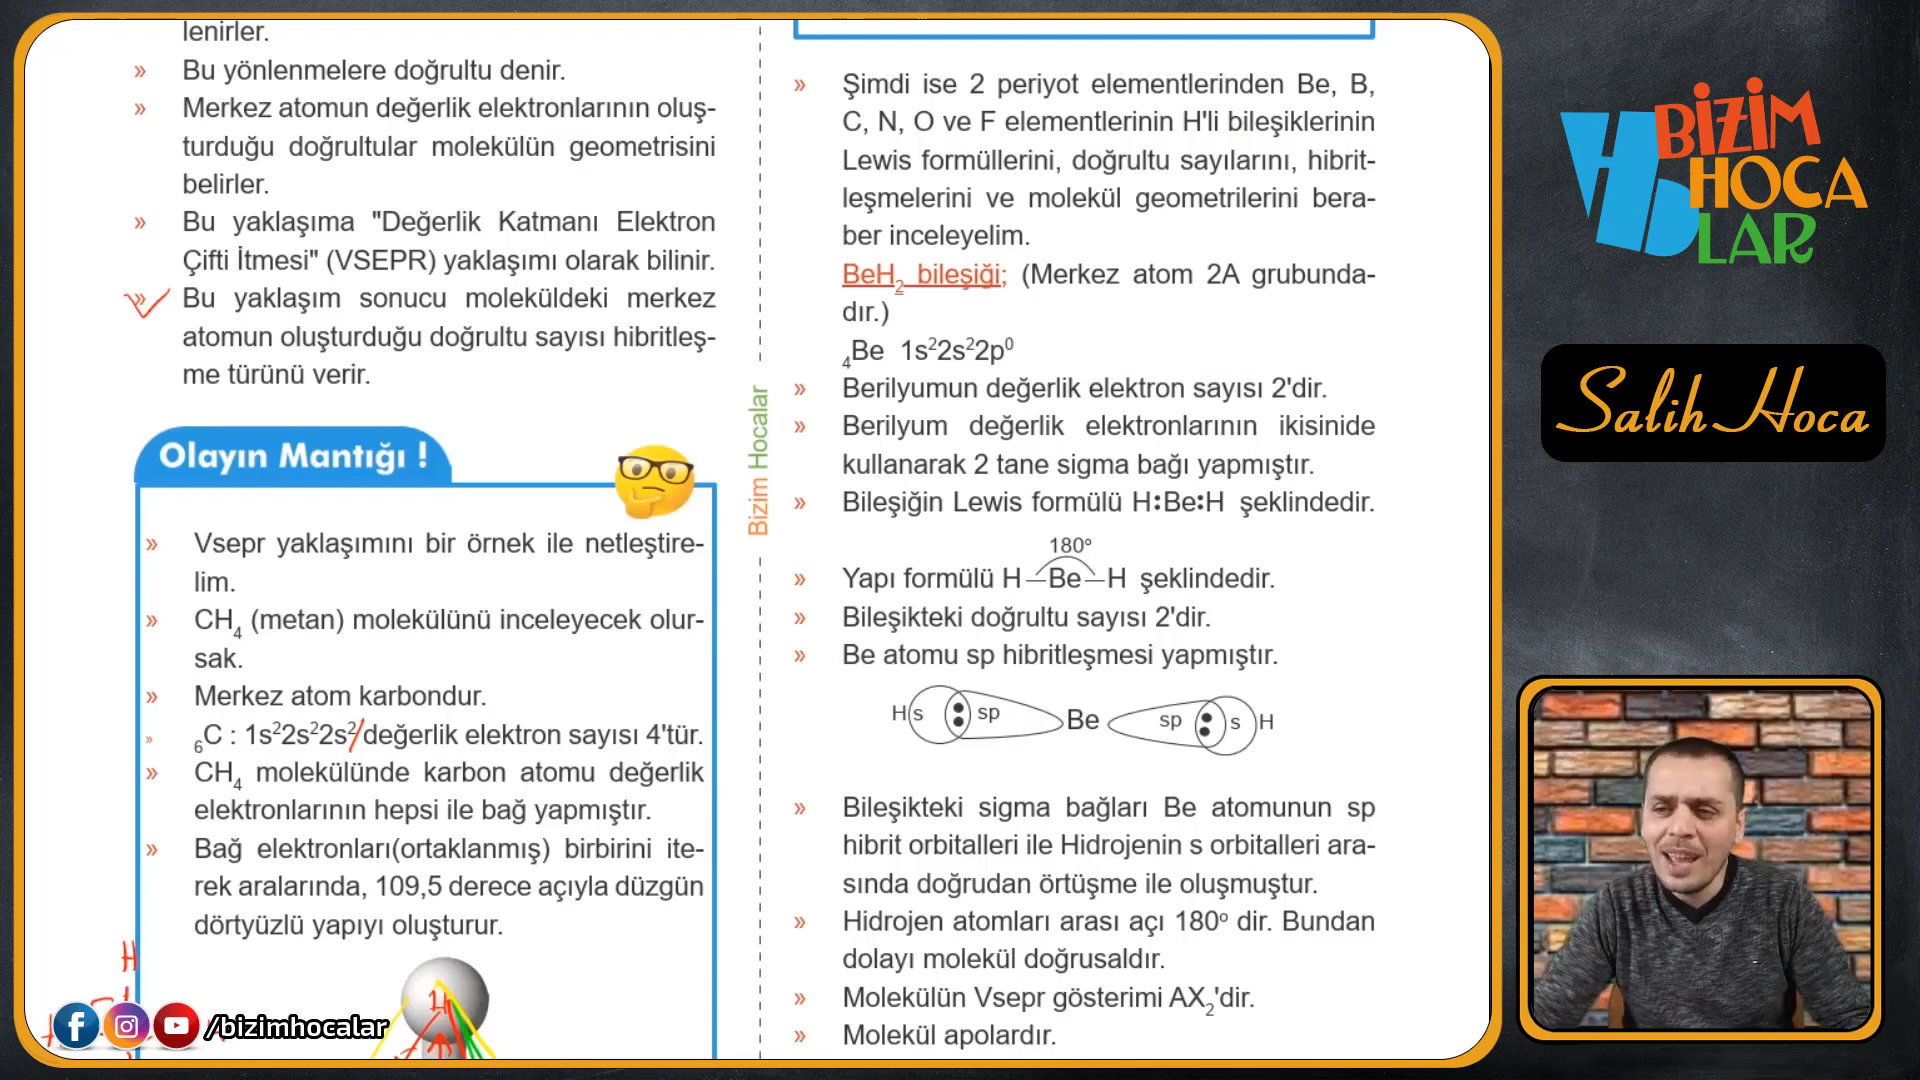 lenirler.
» Bu yönlenmelere doğrultu denir.
» Merkez atomun değerlik elektronlarının oluş-
turduğu doğrultular molekülün geometrisini
belirler.
» Bu yaklaşıma "Değerlik Katmanı Elektron
Çifti İtmesi" (VSEPR) yaklaşımı olarak bilinir.
» Bu yaklaşım sonucu moleküldeki merkez
atomun oluşturduğu doğrultu sayısı hibritleş-
me türünü verir.
Olayın Mantığı !
» Vsepr yaklaşımını bir örnek ile netleştire-
lim.
» CH₄ (metan) molekülünü inceleyecek olur-
sak.
» Merkez atom karbondur.
» ₆C : 1s²2s²2s² değerlik elektron sayısı 4'tür.
» CH₄ molekülünde karbon atomu değerlik
elektronlarının hepsi ile bağ yapmıştır.
» Bağ elektronları(ortaklanmış) birbirini ite-
rek aralarında, 109,5 derece açıyla düzgün
dörtyüzlü yapıyı oluşturur.
H
/bizimhocalar
Bizim Hocalar
» Şimdi ise 2 periyot elementlerinden Be, B,
C, N, O ve F elementlerinin H'li bileşiklerinin
Lewis formüllerini, doğrultu sayılarını, hibrit-
leşmelerini ve molekül geometrilerini bera-
ber inceleyelim.
BeH₂ bileşiği; (Merkez atom 2A grubunda-
dır.)
₄Be 1s²2s²2p⁰
» Berilyumun değerlik elektron sayısı 2'dir.
» Berilyum değerlik elektronlarının ikisinide
kullanarak 2 tane sigma bağı yapmıştır.
» Bileşiğin Lewis formülü H:Be:H şeklindedir.
180°
» Yapı formülü H–Be–H şeklindedir.
» Bileşikteki doğrultu sayısı 2'dir.
» Be atomu sp hibritleşmesi yapmıştır.
H s sp Be sp s H
» Bileşikteki sigma bağları Be atomunun sp
hibrit orbitalleri ile Hidrojenin s orbitalleri ara-
sında doğrudan örtüşme ile oluşmuştur.
» Hidrojen atomları arası açı 180° dir. Bundan
dolayı molekül doğrusaldır.
» Molekülün Vsepr gösterimi AX₂'dir.
» Molekül apolardır.
BİZİM
HOCA
LAR
Salih Hoca